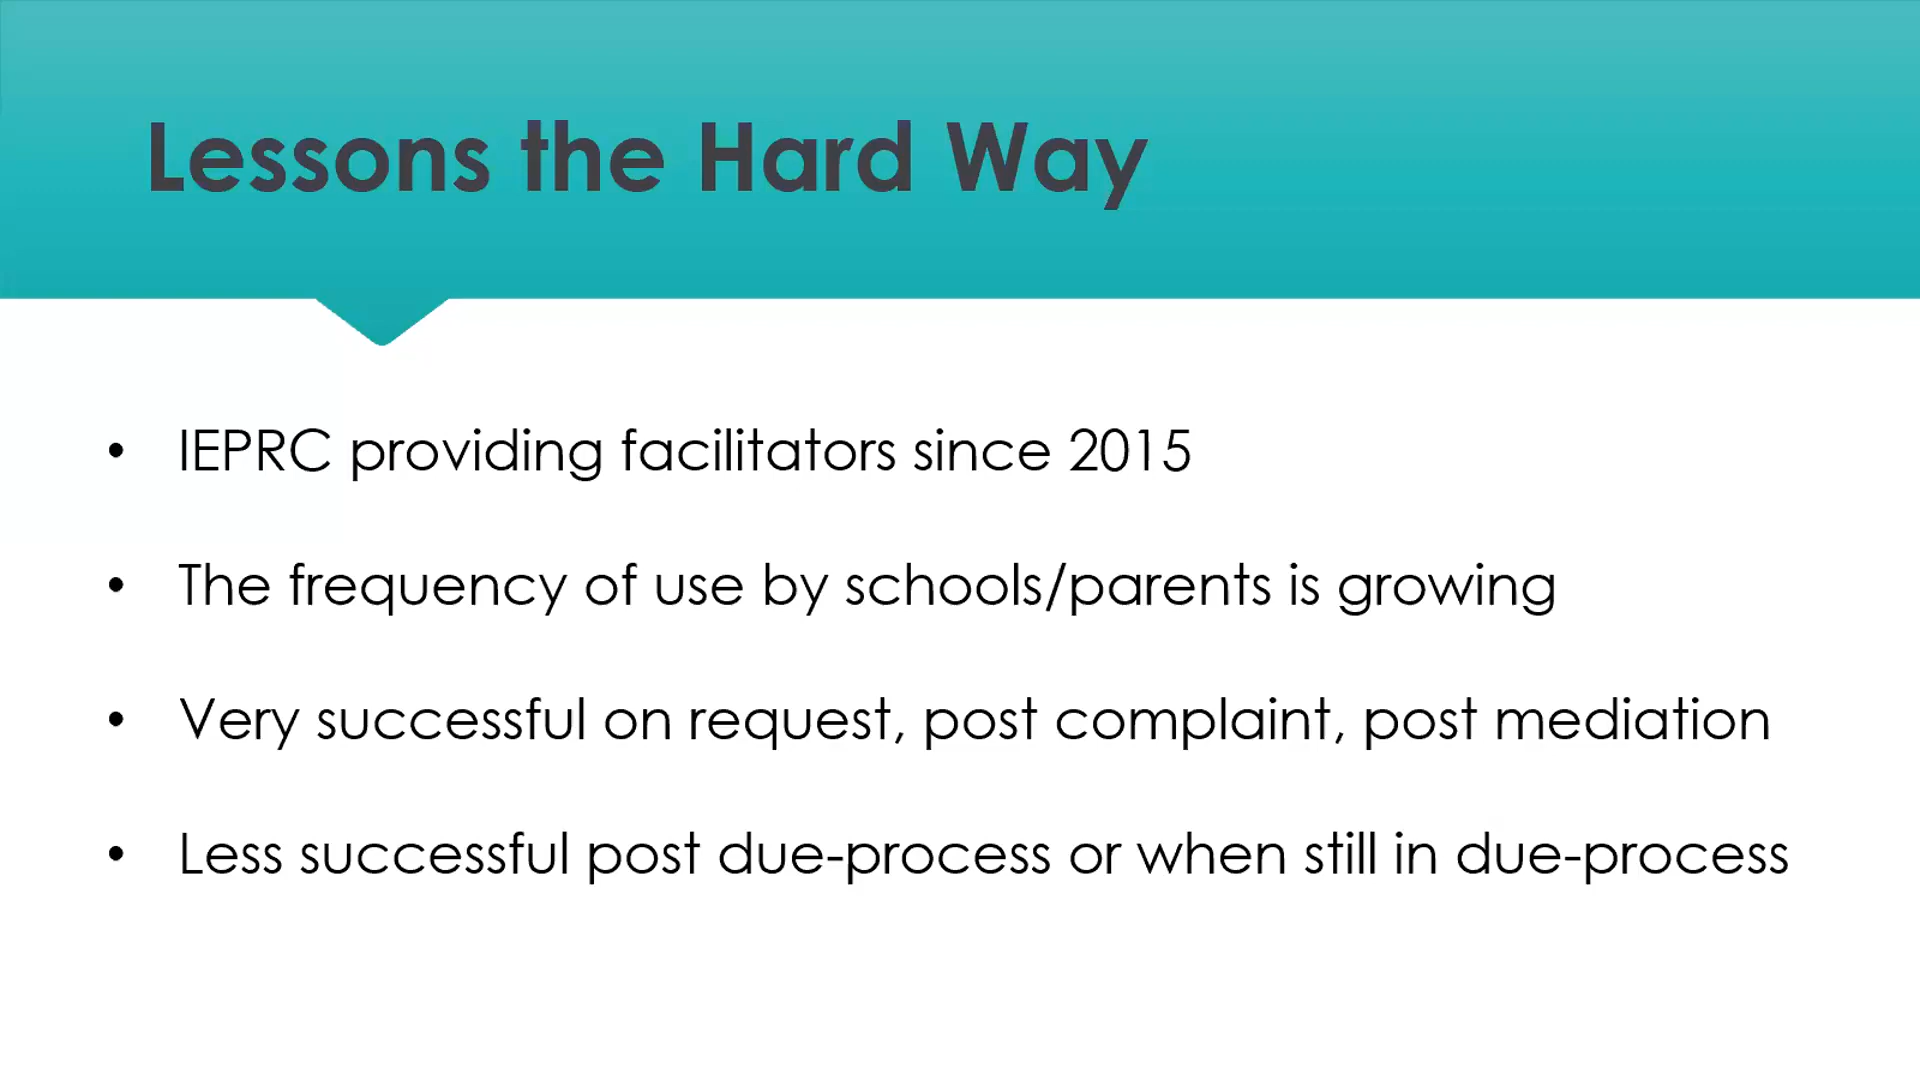 Lessons the Hard Way
• IEPRC providing facilitators since 2015
• The frequency of use by schools/parents is growing
• Very successful on request, post complaint, post mediation
• Less successful post due-process or when still in due-process